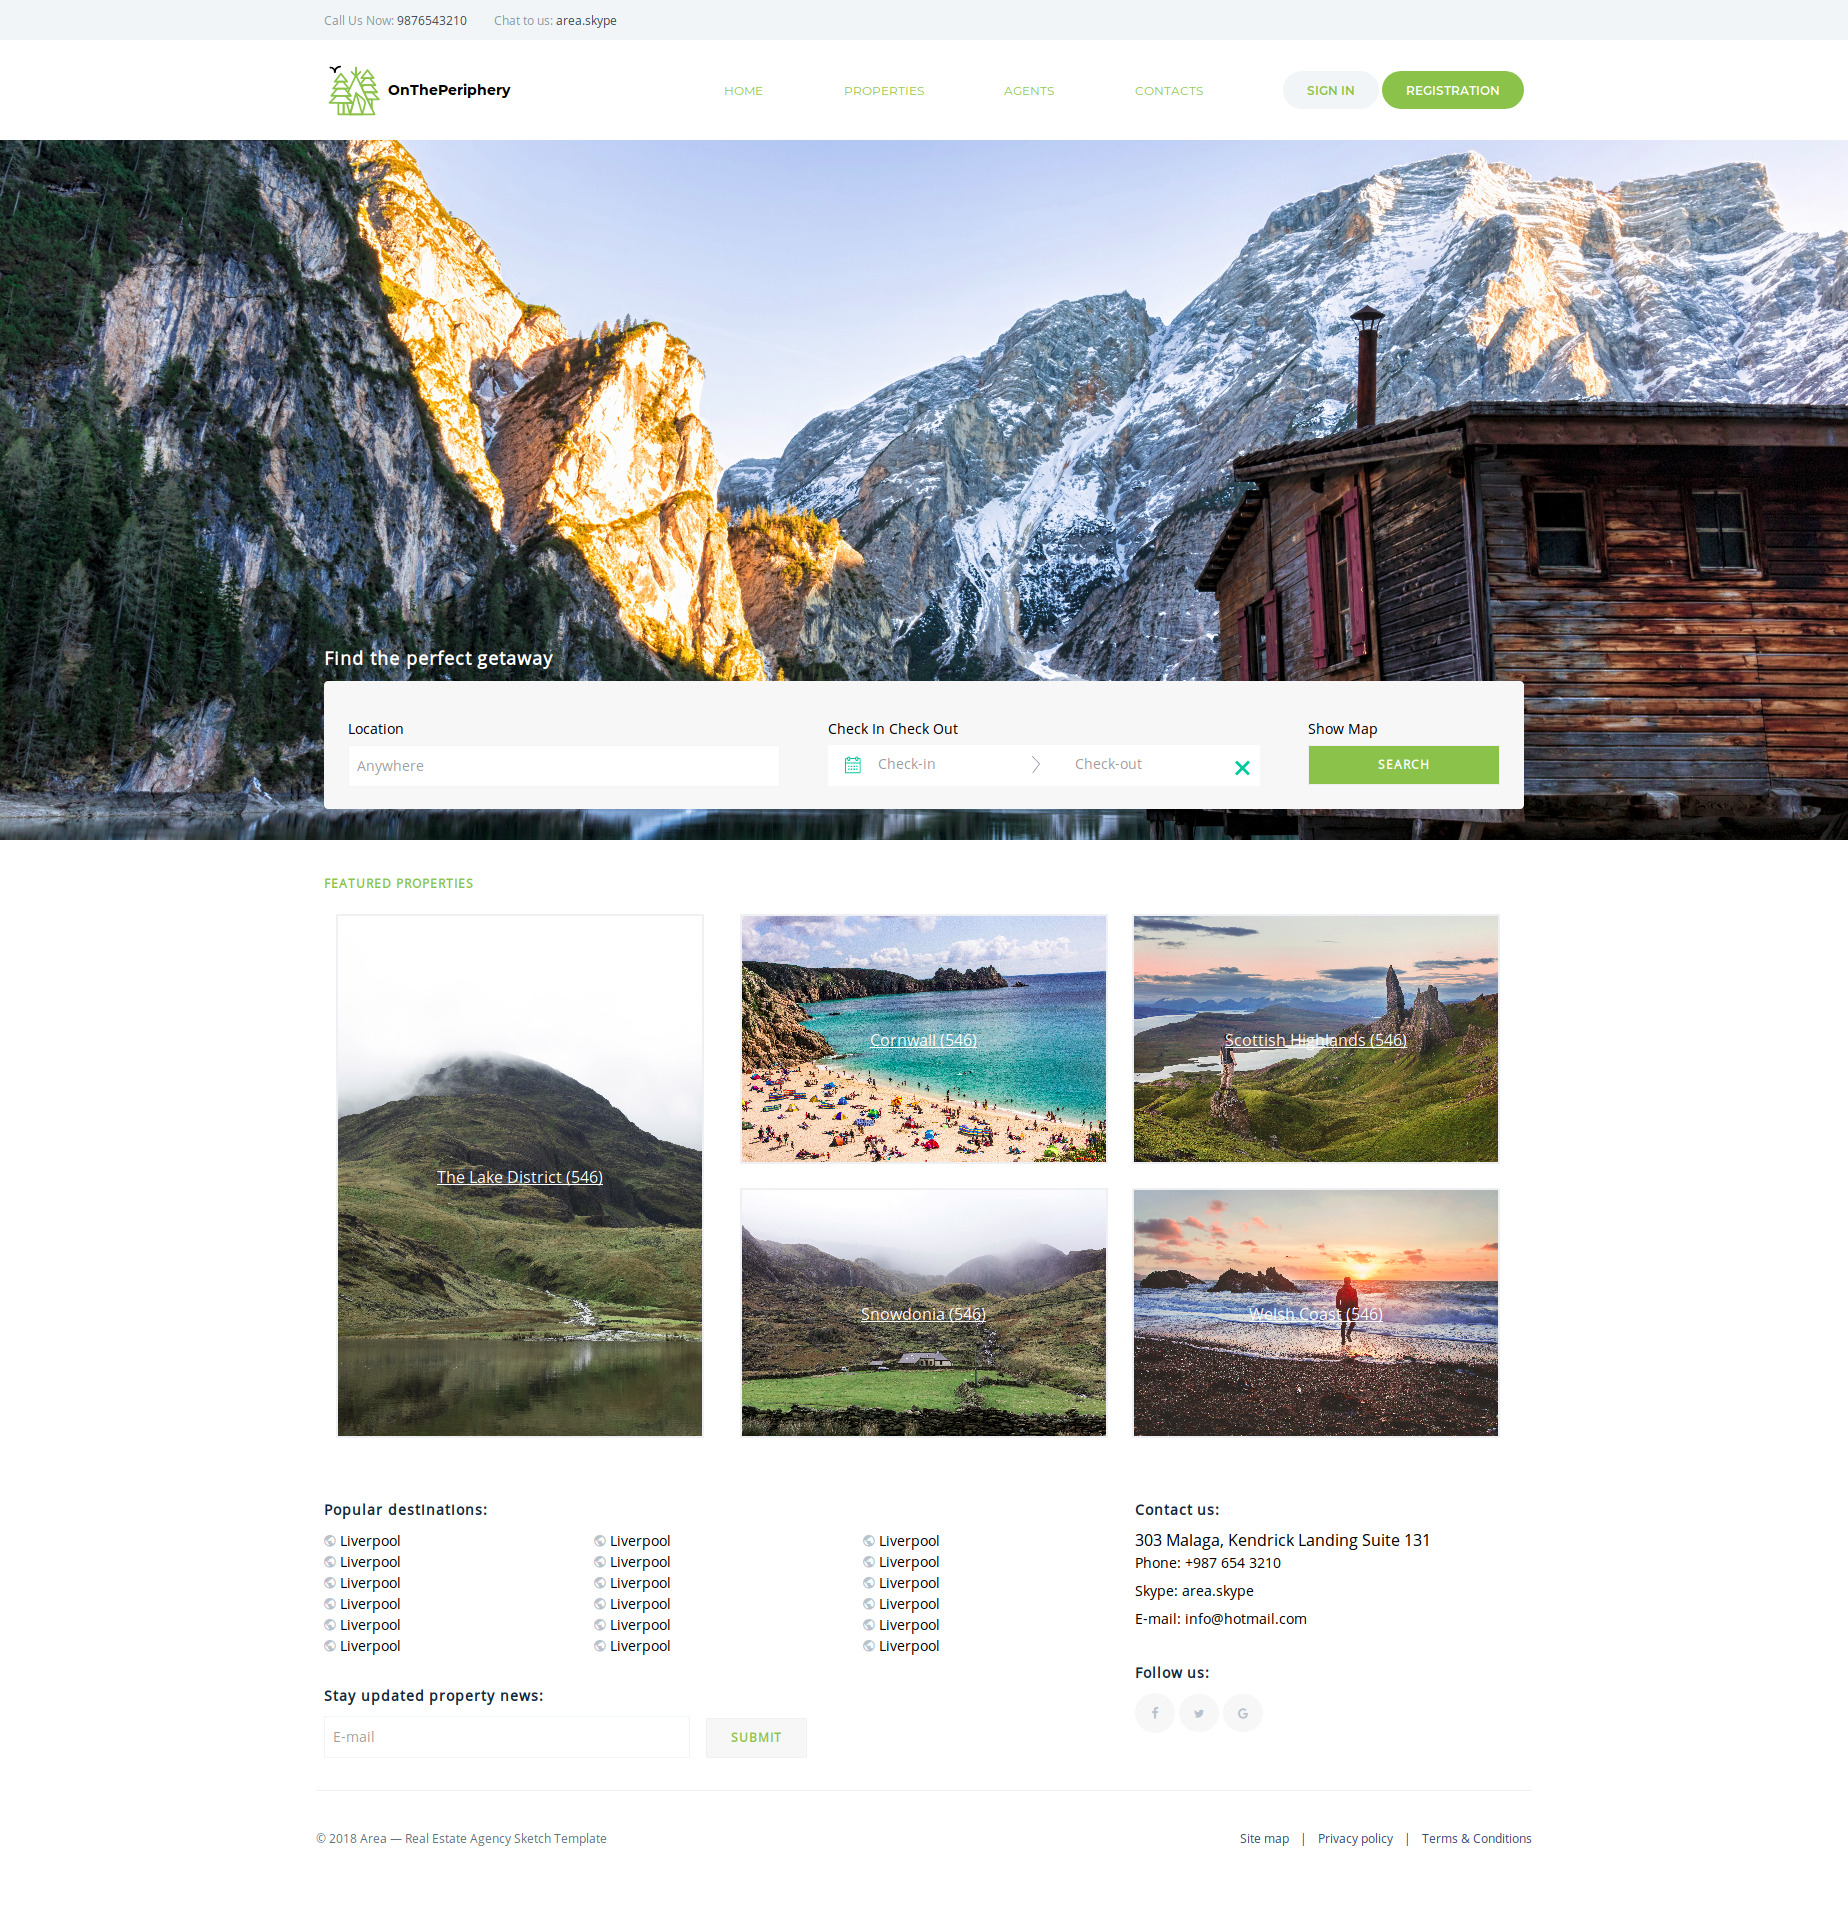 Call Us Now: 9876543210 Chat to us: area.skype
OnThePeriphery
HOME PROPERTIES AGENTS CONTACTS SIGN IN REGISTRATION
Find the perfect getaway
Location Check In Check Out Show Map
Anywhere Check-in Check-out SEARCH
FEATURED PROPERTIES
The Lake District (546)
Cornwall (546)
Scottish Highlands (546)
Snowdonia (546)
Welsh Coast (546)
Popular destinations:
Liverpool Liverpool Liverpool
Liverpool Liverpool Liverpool
Liverpool Liverpool Liverpool
Liverpool Liverpool Liverpool
Liverpool Liverpool Liverpool
Liverpool Liverpool Liverpool
Stay updated property news:
E-mail SUBMIT
Contact us:
303 Malaga, Kendrick Landing Suite 131
Phone: +987 654 3210
Skype: area.skype
E-mail: info@hotmail.com
Follow us:
© 2018 Area — Real Estate Agency Sketch Template
Site map | Privacy policy | Terms & Conditions